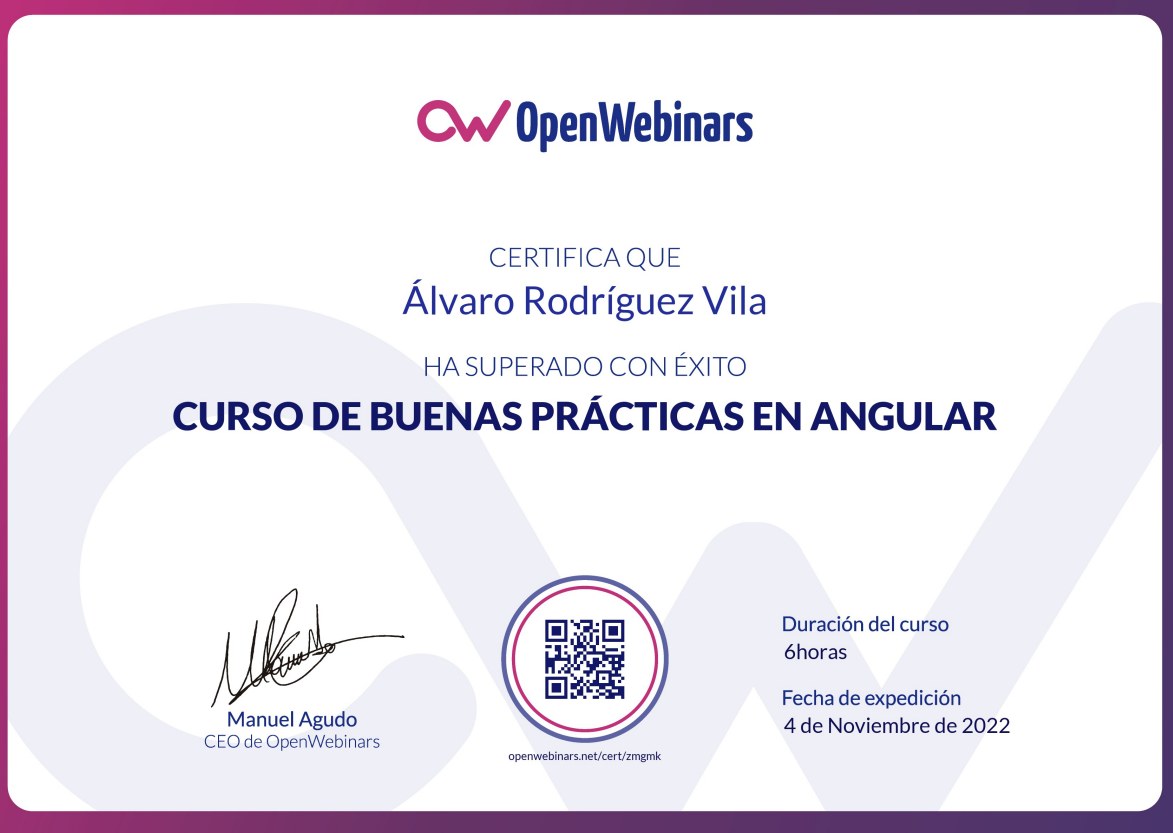 OpenWebinars
CERTIFICA QUE
Álvaro Rodríguez Vila
HA SUPERADO CON ÉXITO
CURSO DE BUENAS PRÁCTICAS EN ANGULAR
Manuel Agudo
CEO de OpenWebinars
openwebinars.net/cert/zmgmk
Duración del curso
6horas
Fecha de expedición
4 de Noviembre de 2022